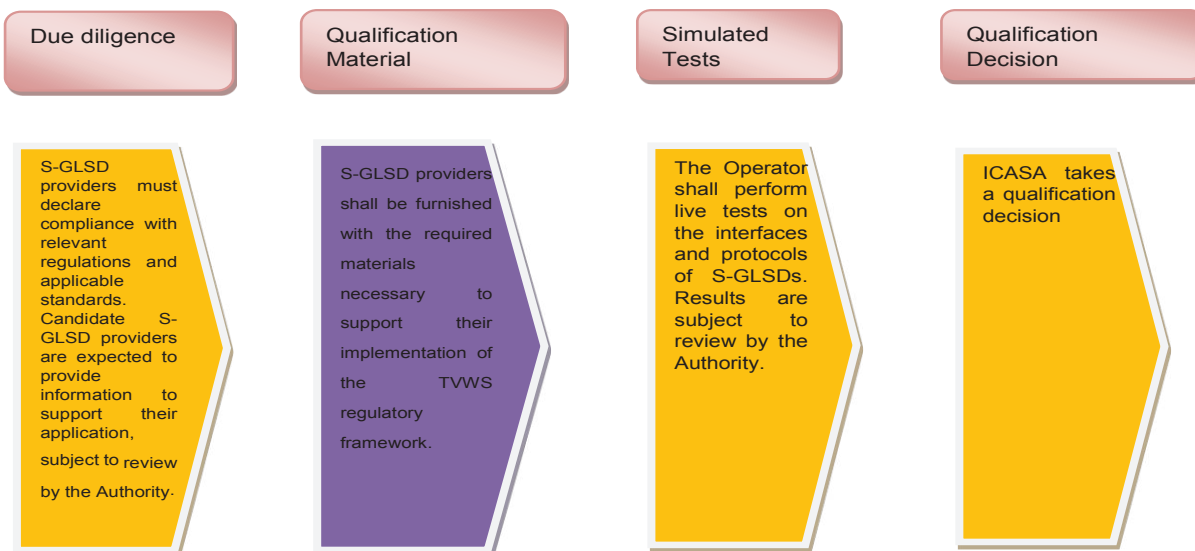 Due diligence
Qualification
Material
Simulated
Tests
Qualification
Decision
S-GLSD
providers must
declare
compliance with
relevant
regulations and
applicable
standards.
Candidate S-
GLSD providers
are expected to
provide
information to
support their
application,
subject to review
by the Authority.
S-GLSD providers
shall be furnished
with the required
materials
necessary to
support their
implementation of
the TVWS
regulatory
framework.
The Operator
shall perform
live tests on
the interfaces
and protocols
of S-GLSDs.
Results are
subject to
review by the
Authority.
ICASA takes
a qualification
decision